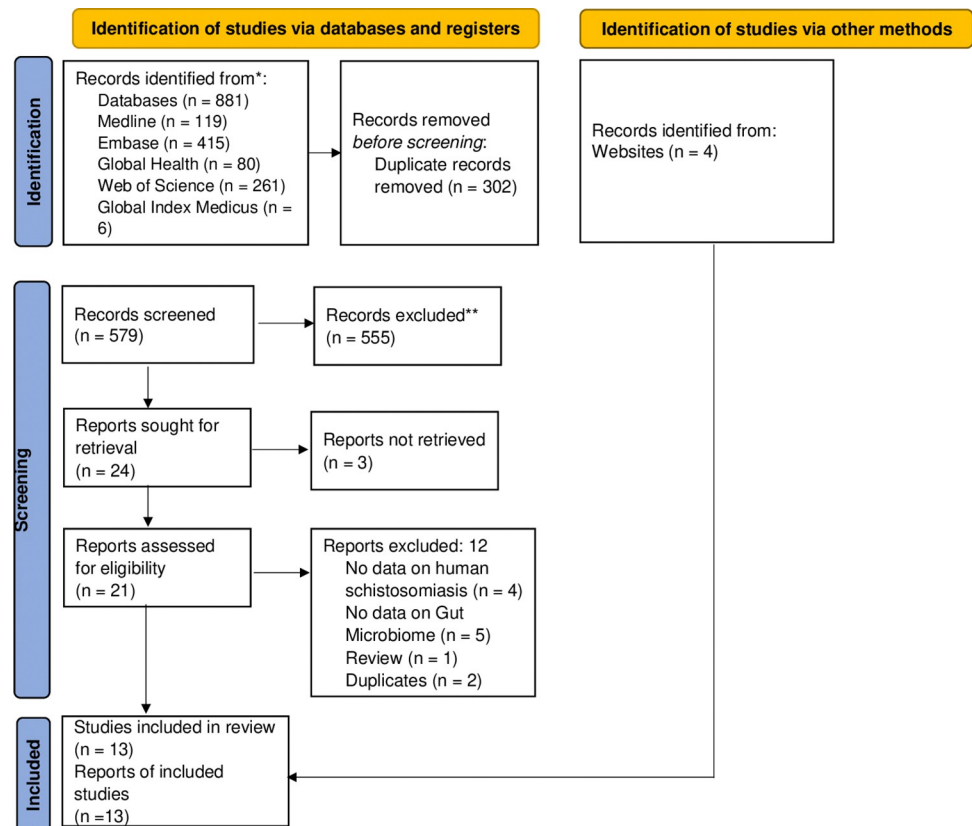 Identification of studies via databases and registers
Identification of studies via other methods
Identification
Records identified from*:
Databases (n = 881)
Medline (n = 119)
Embase (n = 415)
Global Health (n = 80)
Web of Science (n = 261)
Global Index Medicus (n =
6)
Records removed
before screening:
Duplicate records
removed (n = 302)
Records identified from:
Websites (n = 4)
Screening
Records screened
(n = 579)
Records excluded**
(n = 555)
Reports sought for
retrieval
(n = 24)
Reports not retrieved
(n = 3)
Reports assessed
for eligibility
(n = 21)
Reports excluded: 12
No data on human
schistosomiasis (n = 4)
No data on Gut
Microbiome (n = 5)
Review (n = 1)
Duplicates (n = 2)
Included
Studies included in review
(n = 13)
Reports of included
studies
(n =13)